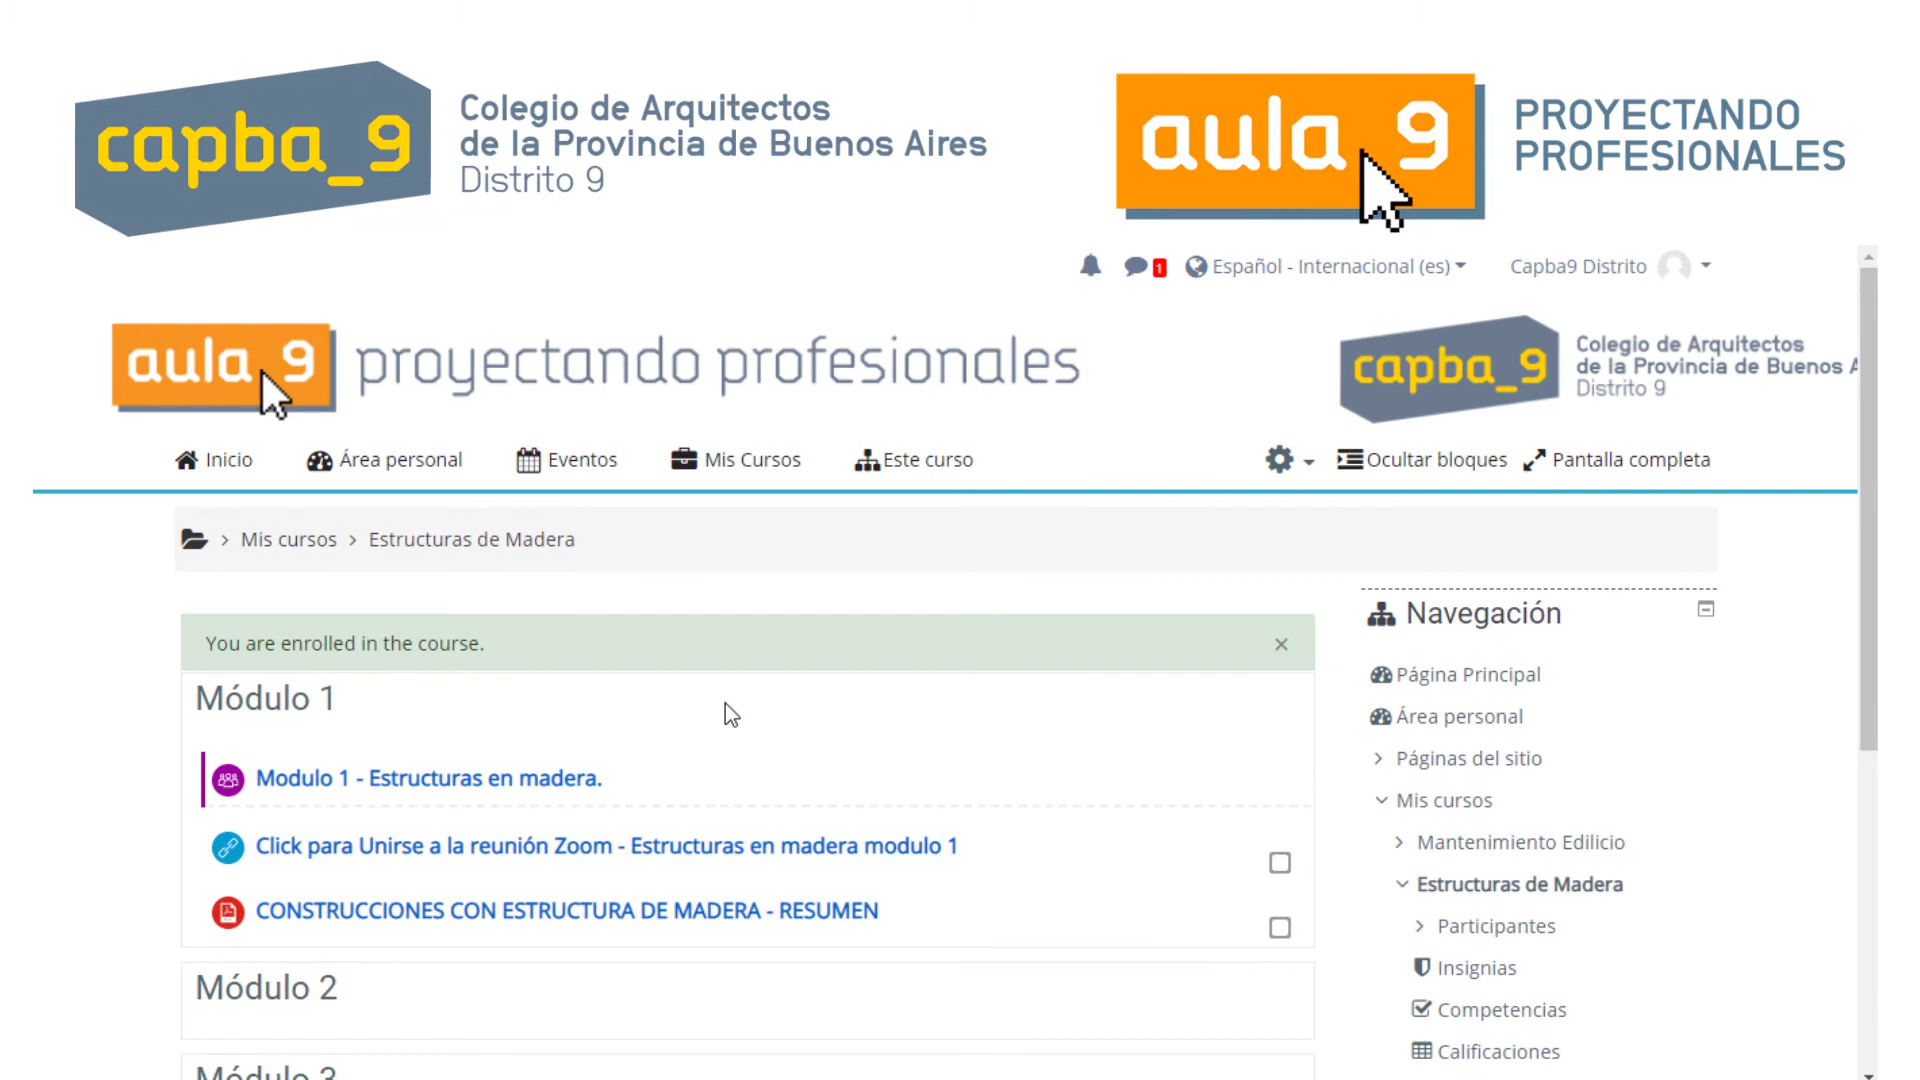 capba_9
Colegio de Arquitectos
de la Provincia de Buenos Aires
Distrito 9
aula 9
PROYECTANDO
PROFESIONALES
1
Español - Internacional (es)
Capba9 Distrito
aula 9
proyectando profesionales
capba_9
Colegio de Arquitectos
de la Provincia de Buenos A
Distrito 9
Inicio
Área personal
Eventos
Mis Cursos
Este curso
Ocultar bloques
Pantalla completa
> Mis cursos > Estructuras de Madera
You are enrolled in the course.
×
Módulo 1
Modulo 1 - Estructuras en madera.
Click para Unirse a la reunión Zoom - Estructuras en madera modulo 1
CONSTRUCCIONES CON ESTRUCTURA DE MADERA - RESUMEN
Módulo 2
Módulo 3
Navegación
Página Principal
Área personal
Páginas del sitio
Mis cursos
Mantenimiento Edilicio
Estructuras de Madera
Participantes
Insignias
Competencias
Calificaciones